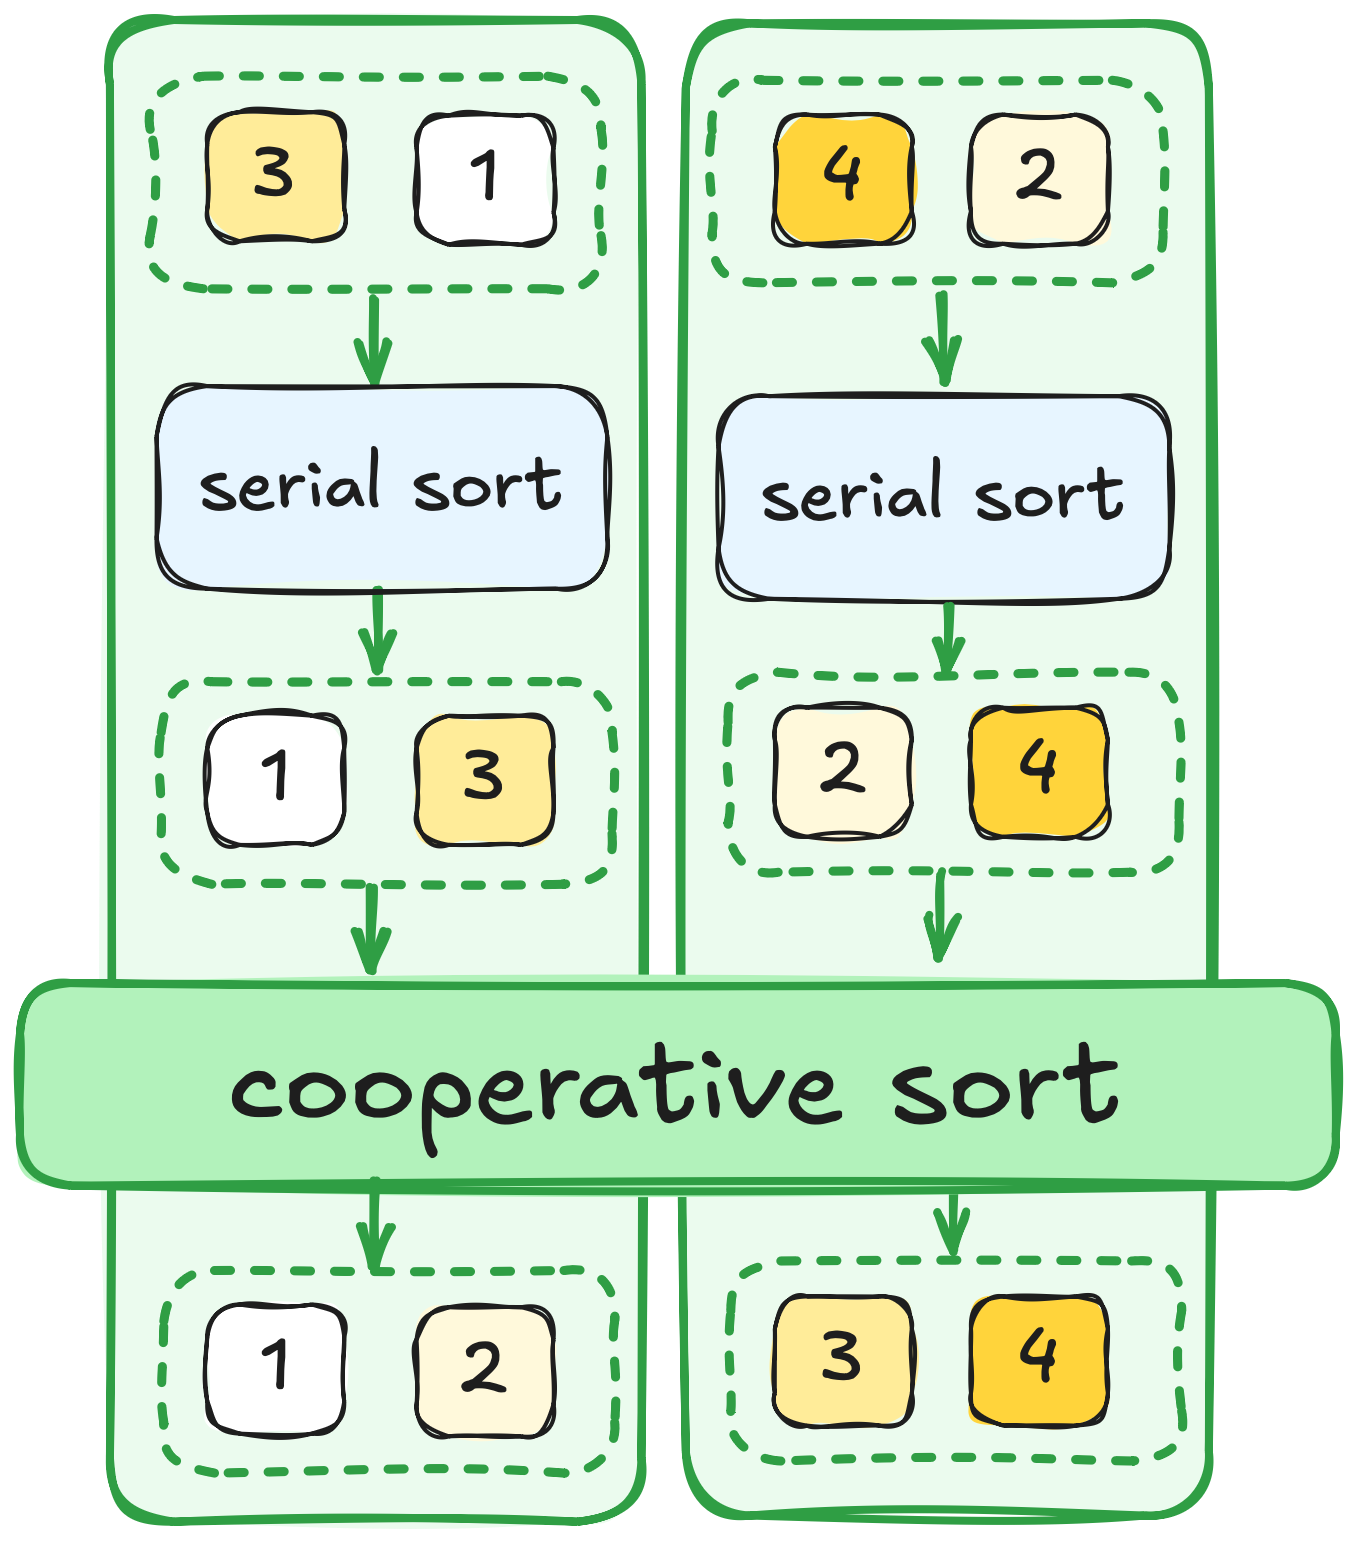 3 1
4 2
serial sort
serial sort
1 3
2 4
cooperative sort
1 2
3 4